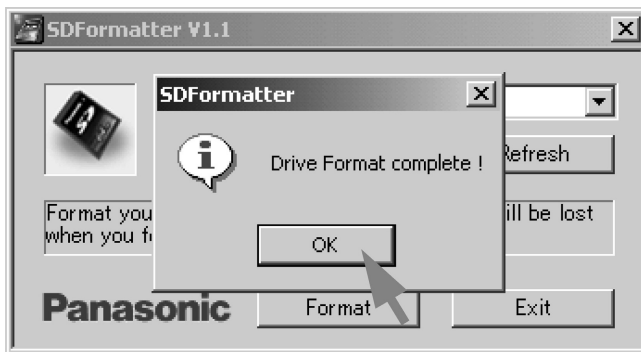 SDFormatter V1.1
SDFormatter
Drive Format complete !
Refresh
Format you
ill be lost
when you f
OK
Panasonic
Format
Exit